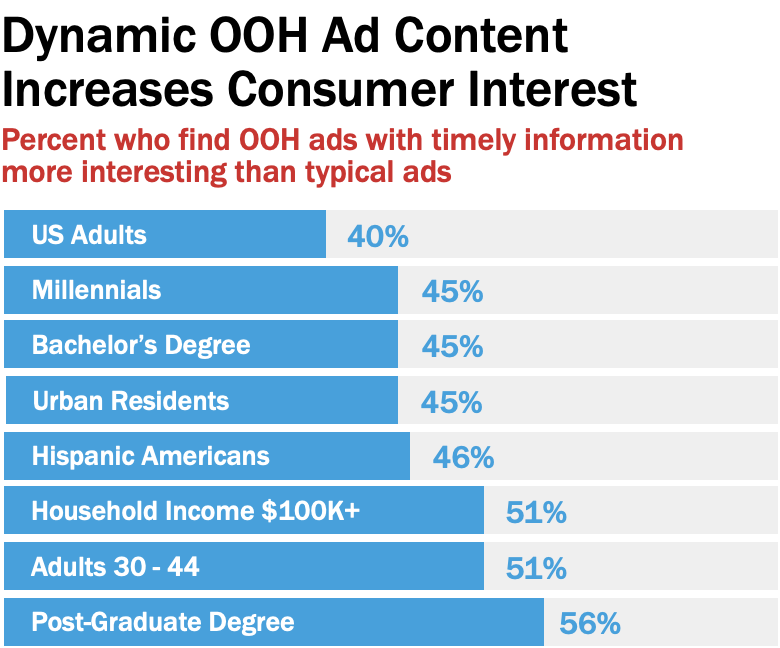 Dynamic OOH Ad Content
Increases Consumer Interest
Percent who find OOH ads with timely information
more interesting than typical ads
US Adults 40%
Millennials 45%
Bachelor’s Degree 45%
Urban Residents 45%
Hispanic Americans 46%
Household Income $100K+ 51%
Adults 30 - 44 51%
Post-Graduate Degree 56%